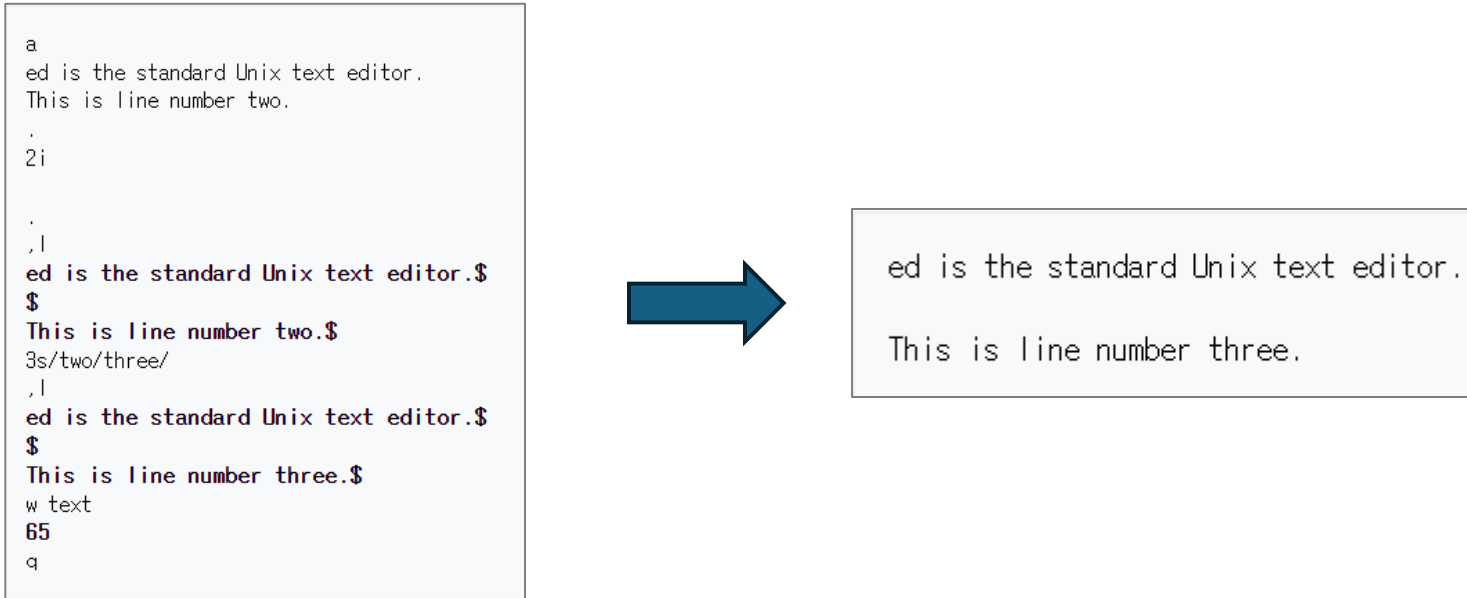 a
ed is the standard Unix text editor.
This is line number two.
.
2i
.
,l
ed is the standard Unix text editor.$
$
This is line number two.$
3s/two/three/
,l
ed is the standard Unix text editor.$
$
This is line number three.$
w text
65
q
ed is the standard Unix text editor.
This is line number three.